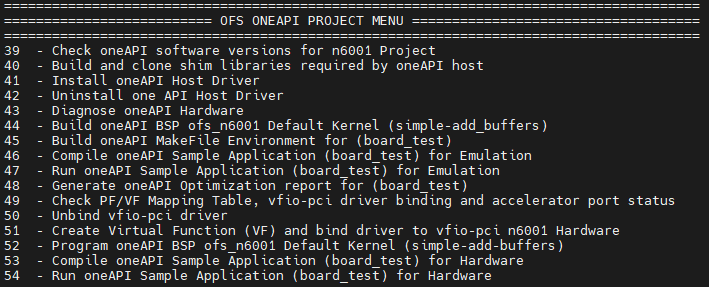 ====================================================================================
========================= OFS ONEAPI PROJECT MENU ==================================
====================================================================================
39 - Check oneAPI software versions for n6001 Project
40 - Build and clone shim libraries required by oneAPI host
41 - Install oneAPI Host Driver
42 - Uninstall one API Host Driver
43 - Diagnose oneAPI Hardware
44 - Build oneAPI BSP ofs_n6001 Default Kernel (simple-add_buffers)
45 - Build oneAPI MakeFile Environment for (board_test)
46 - Compile oneAPI Sample Application (board_test) for Emulation
47 - Run oneAPI Sample Application (board_test) for Emulation
48 - Generate oneAPI Optimization report for (board_test)
49 - Check PF/VF Mapping Table, vfio-pci driver binding and accelerator port status
50 - Unbind vfio-pci driver
51 - Create Virtual Function (VF) and bind driver to vfio-pci n6001 Hardware
52 - Program oneAPI BSP ofs_n6001 Default Kernel (simple-add-buffers)
53 - Compile oneAPI Sample Application (board_test) for Hardware
54 - Run oneAPI Sample Application (board_test) for Hardware